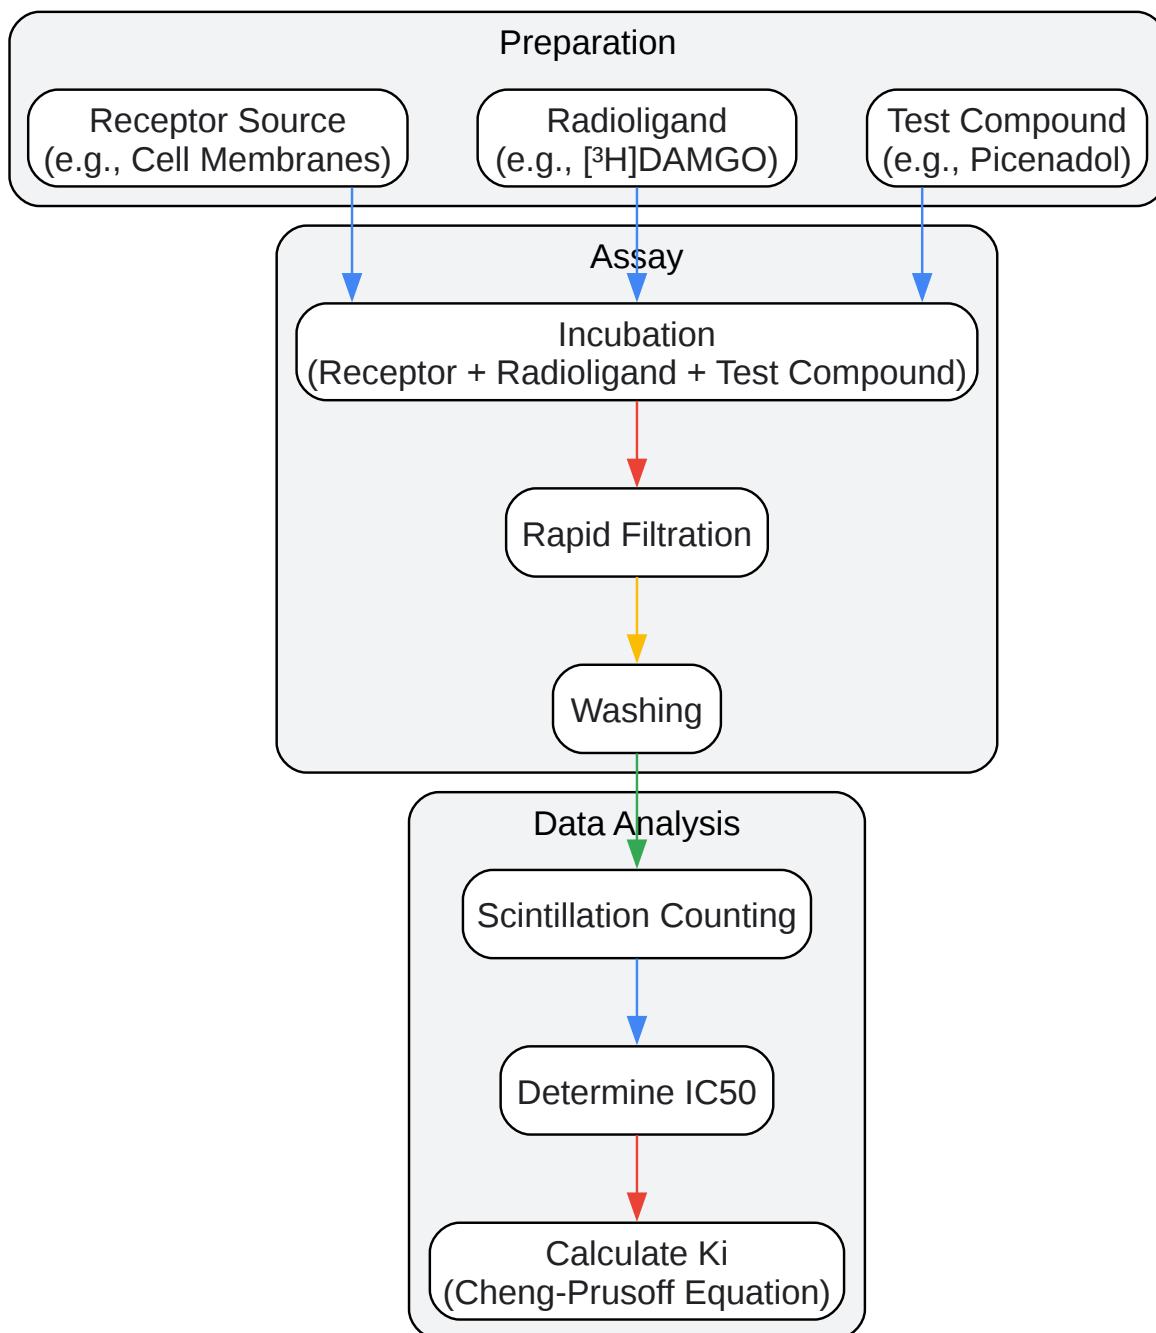 Preparation
Receptor Source
(e.g., Cell Membranes)
Radioligand
(e.g., [³H]DAMGO)
Test Compound
(e.g., Picenadol)
Assay
Incubation
(Receptor + Radioligand + Test Compound)
Rapid Filtration
Washing
Data Analysis
Scintillation Counting
Determine IC50
Calculate Ki
(Cheng-Prusoff Equation)